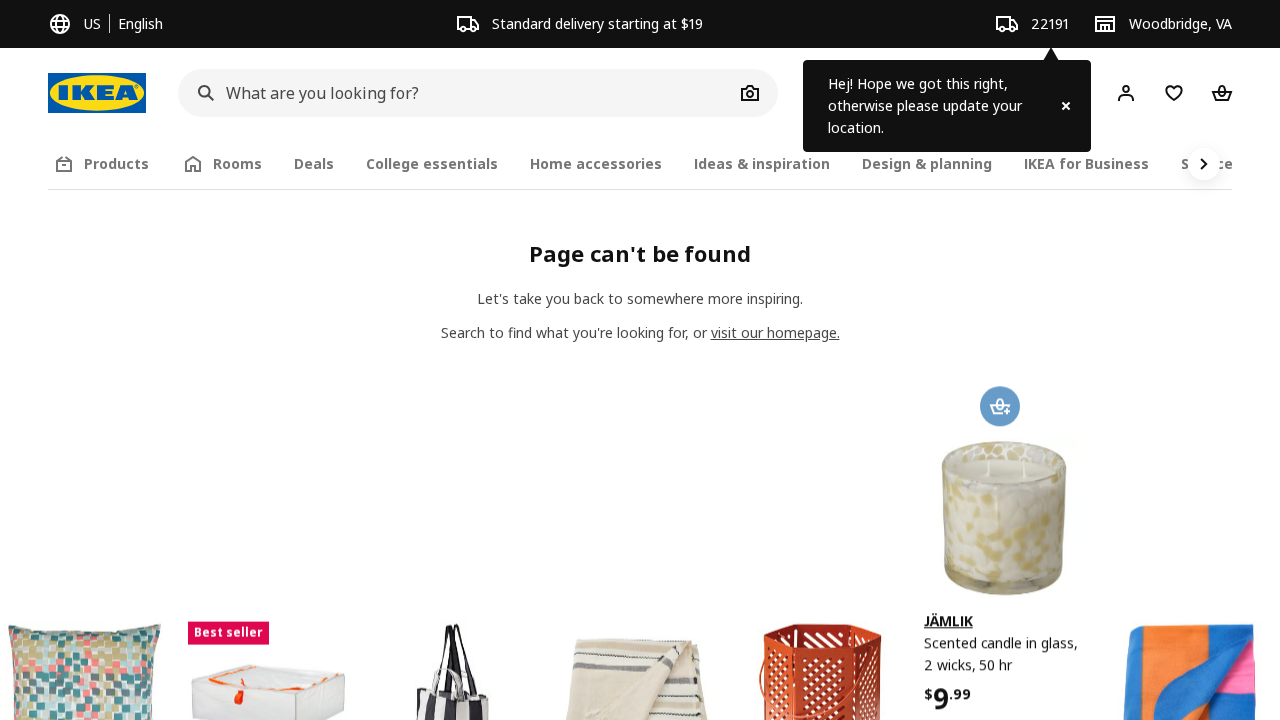 US English
Standard delivery starting at $19
22191
Woodbridge, VA
IKEA
What are you looking for?
Hej! Hope we got this right,
otherwise please update your
location.
Products
Rooms
Deals
College essentials
Home accessories
Ideas & inspiration
Design & planning
IKEA for Business
Page can't be found
Let's take you back to somewhere more inspiring.
Search to find what you're looking for, or visit our homepage.
Best seller
JÄMLIK
Scented candle in glass,
2 wicks, 50 hr
$9.99